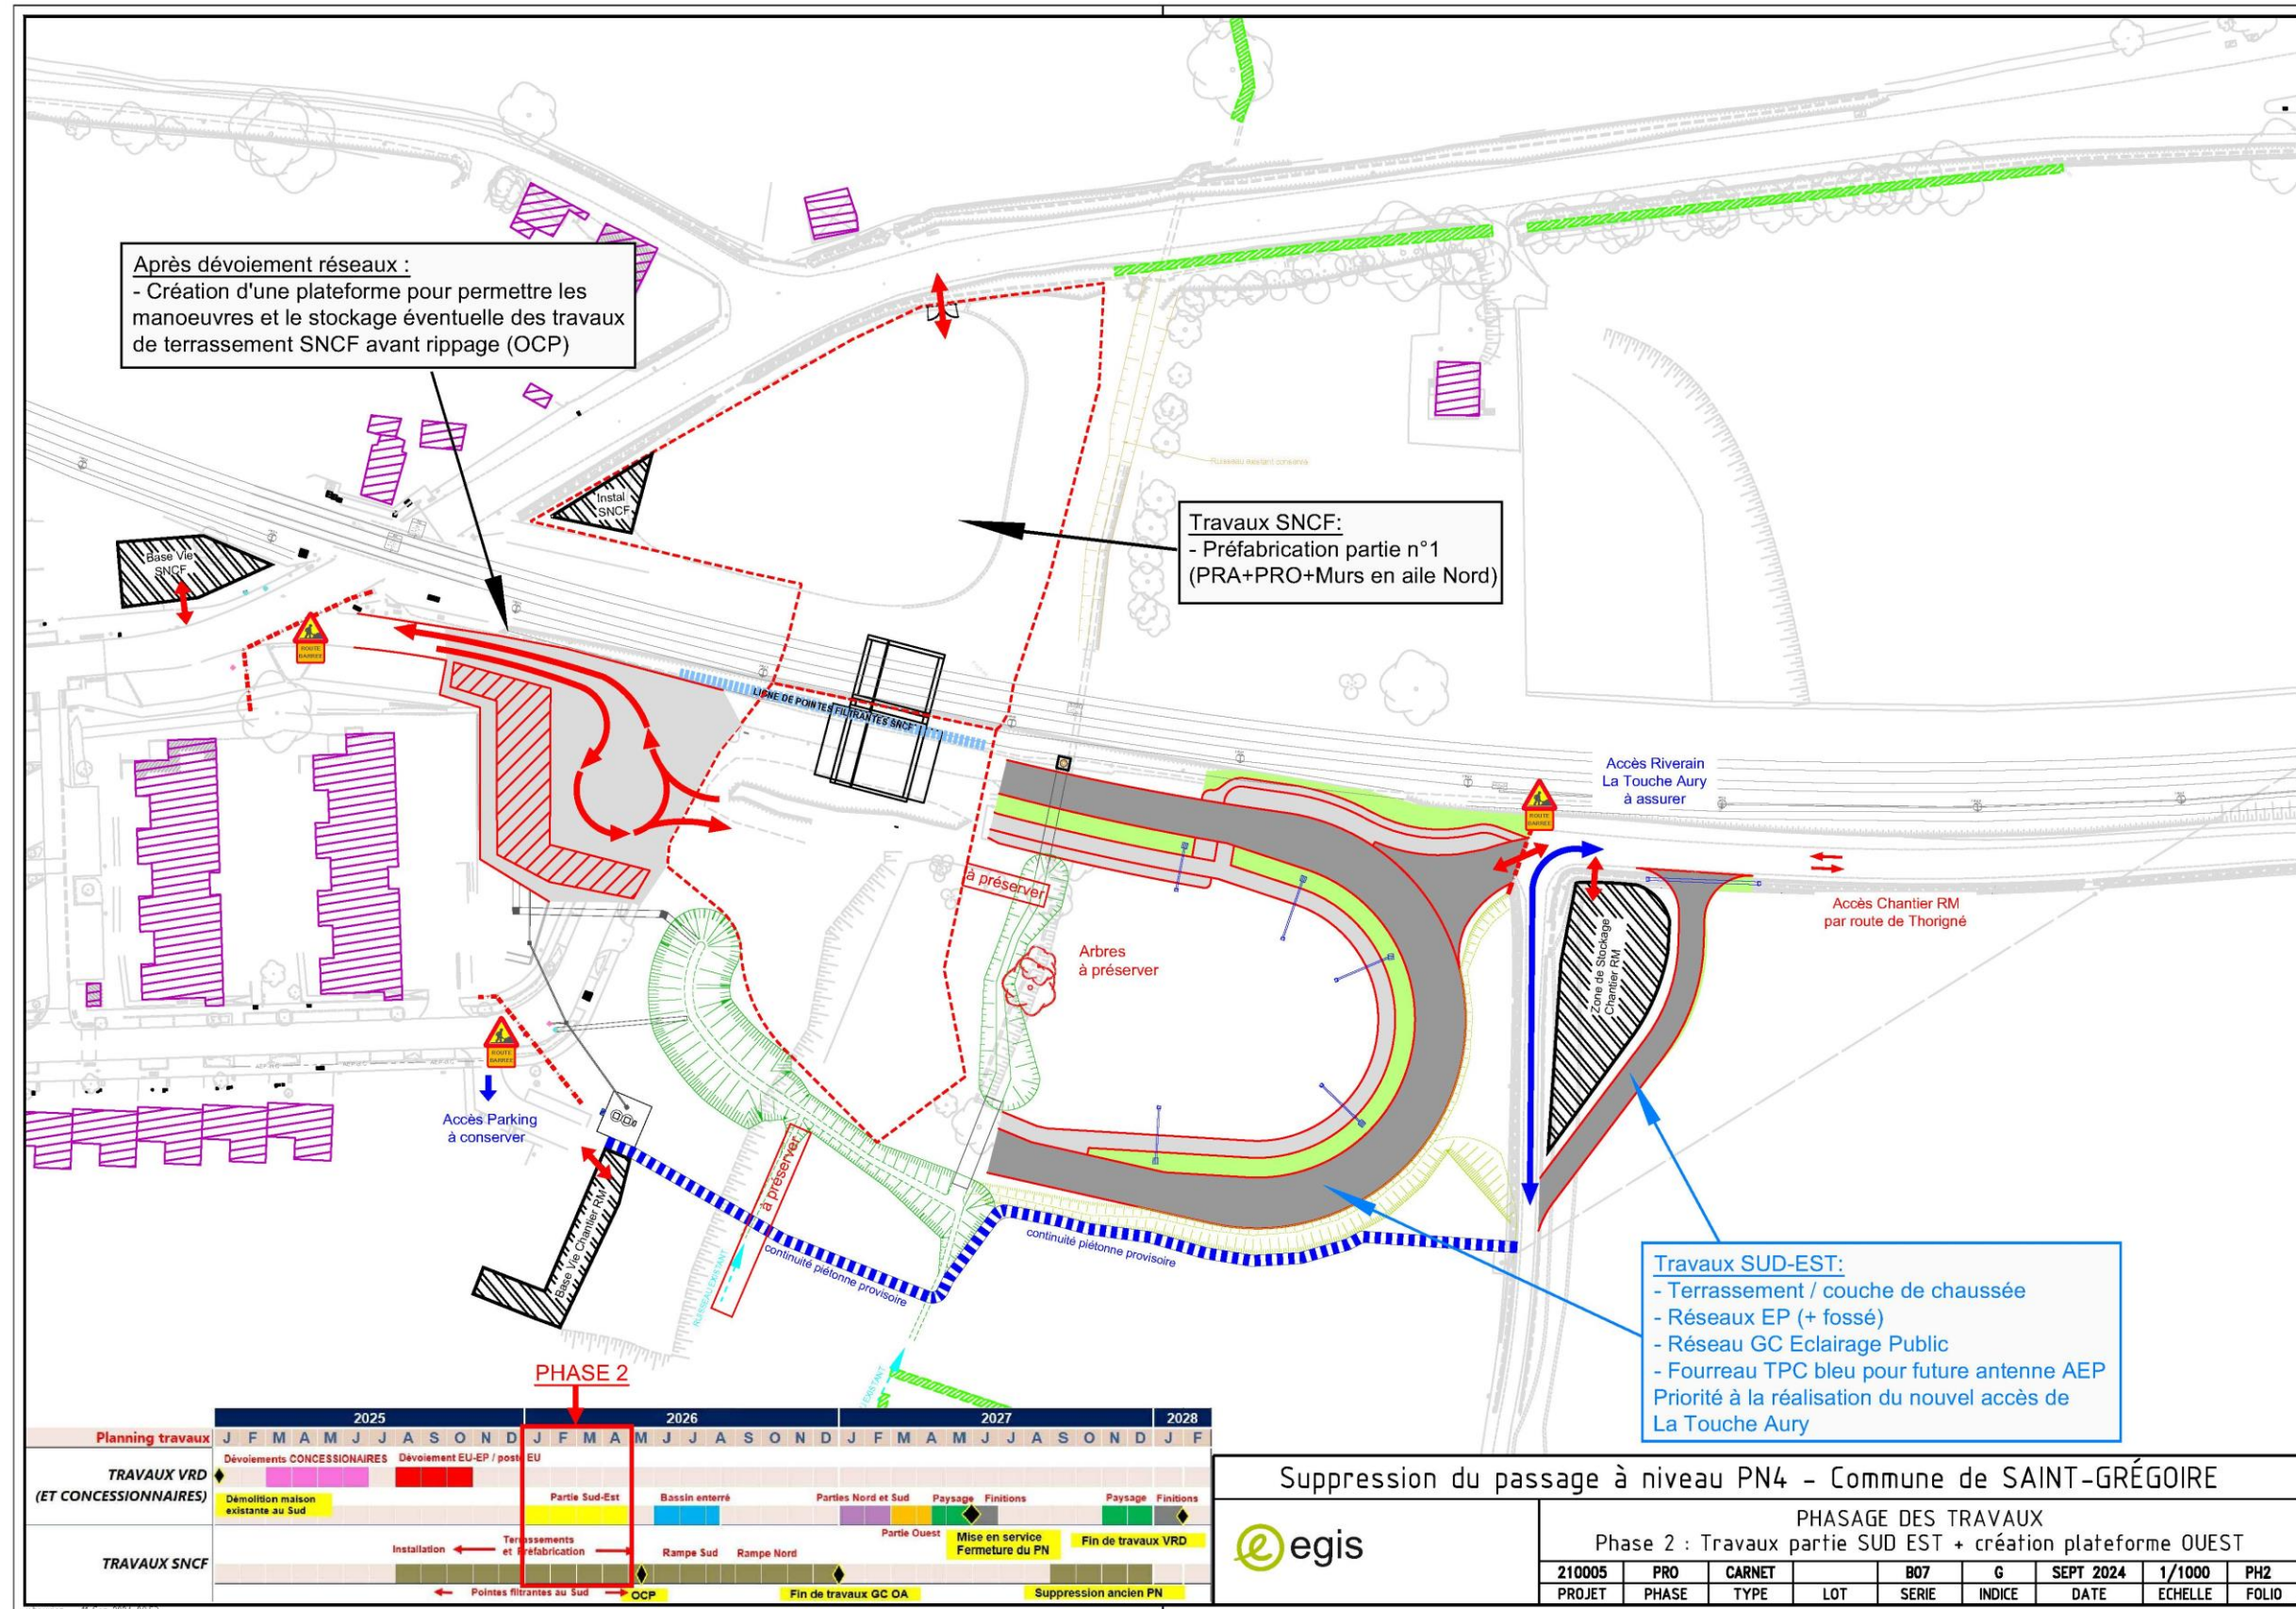 Après dévoiement réseaux :
- Création d'une plateforme pour permettre les
manoeuvres et le stockage éventuelle des travaux
de terrassement SNCF avant rippage (OCP)
Instal
SNCF
Base Vie
SNCF
Ruisseau existant conservé
Travaux SNCF:
- Préfabrication partie n°1
(PRA+PRO+Murs en aile Nord)
ROUTE
BARREE
LIGNE DE POINTES FILTRANTES SNCF
Accès Riverain
La Touche Aury
à assurer
ROUTE
BARREE
à préserver
Arbres
à préserver
Zone de Stockage
Chantier RM
Accès Chantier RM
par route de Thorigné
ROUTE
BARREE
Accès Parking
à conserver
Base Vie Chantier RM
à préserver
RUISSEAU EXISTANT
continuité piétonne provisoire
continuité piétonne provisoire
Travaux SUD-EST:
- Terrassement / couche de chaussée
- Réseaux EP (+ fossé)
- Réseau GC Eclairage Public
- Fourreau TPC bleu pour future antenne AEP
Priorité à la réalisation du nouvel accès de
La Touche Aury
PHASE 2
2025 2026 2027 2028
Planning travaux J F M A M J J A S O N D J F M A M J J A S O N D J F M A M J J A S O N D J F
Dévoiements CONCESSIONAIRES Dévoiement EU-EP / poste EU
TRAVAUX VRD
(ET CONCESSIONNAIRES)
Démolition maison
existante au Sud
Partie Sud-Est Bassin enterré Parties Nord et Sud Paysage Finitions Paysage Finitions
Partie Ouest
Mise en service
Fermeture du PN
Fin de travaux VRD
TRAVAUX SNCF
Installation
Terrassements
et Préfabrication
Rampe Sud Rampe Nord
Pointes filtrantes au Sud OCP Fin de travaux GC OA Suppression ancien PN
Suppression du passage à niveau PN4 - Commune de SAINT-GRÉGOIRE
egis
PHASAGE DES TRAVAUX
Phase 2 : Travaux partie SUD EST + création plateforme OUEST
210005 PRO CARNET B07 G SEPT 2024 1/1000 PH2
PROJET PHASE TYPE LOT SERIE INDICE DATE ECHELLE FOLIO